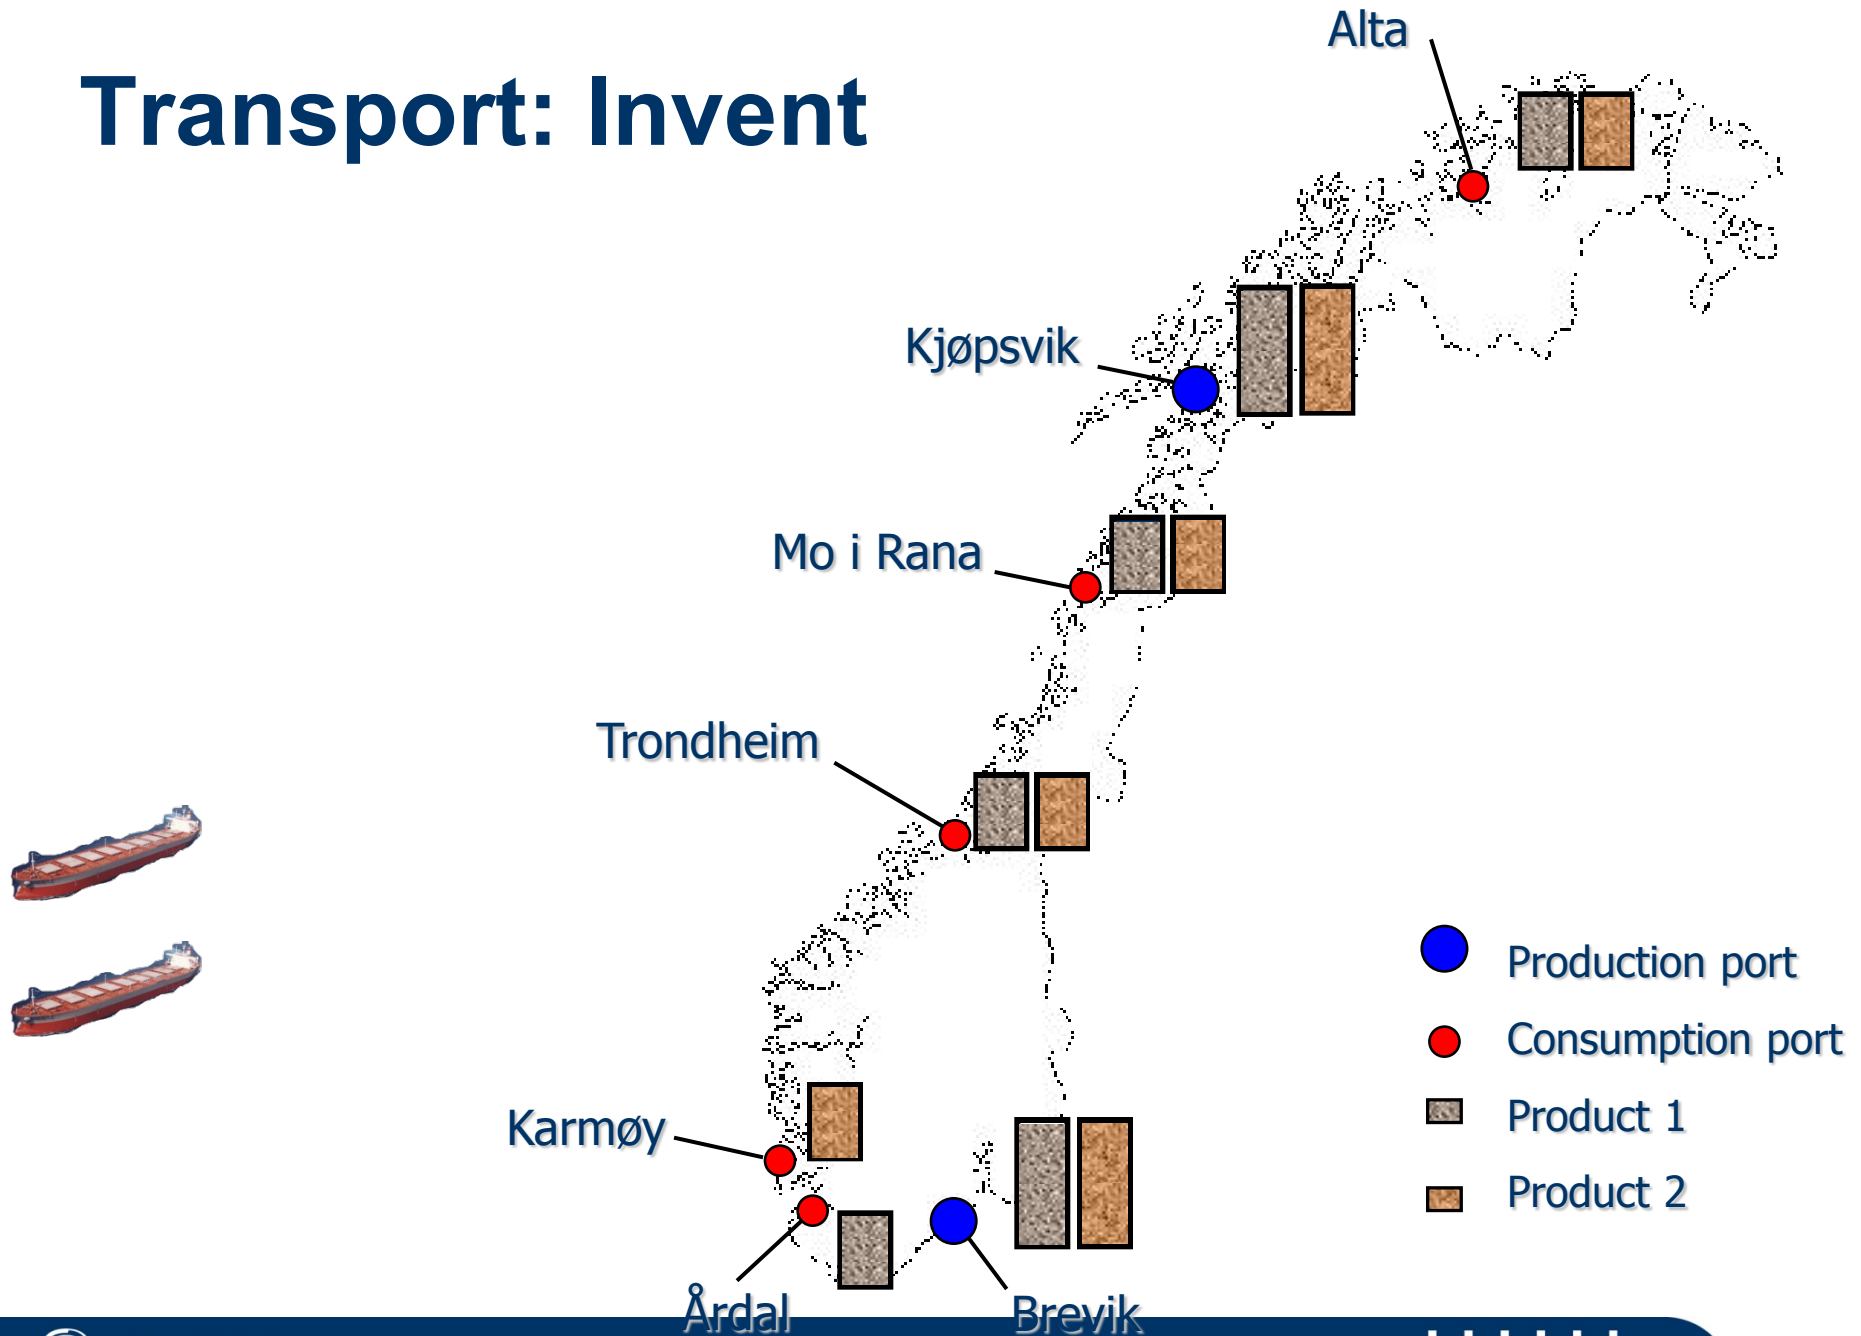 Alta
Transport: Invent
Kjøpsvik
Mo i Rana
Trondheim
Production port
Consumption port
Karmøy
Product 1
Product 2
Årdal
Brevik